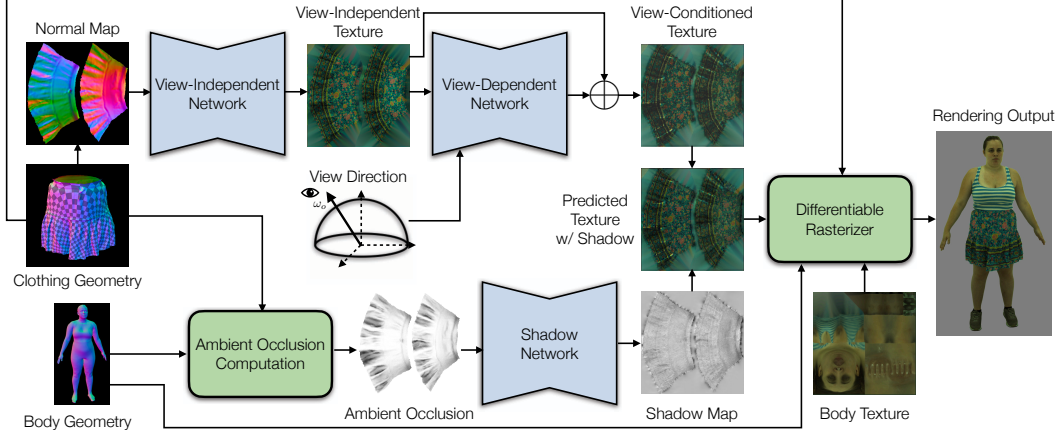 Normal Map
View-Independent
Texture
View-Conditioned
Texture
View-Independent
Network
View-Dependent
Network
Rendering Output
View Direction
ω₀
Predicted
Texture
w/ Shadow
Differentiable
Rasterizer
Clothing Geometry
Ambient Occlusion
Computation
Shadow
Network
Body Geometry
Ambient Occlusion
Shadow Map
Body Texture